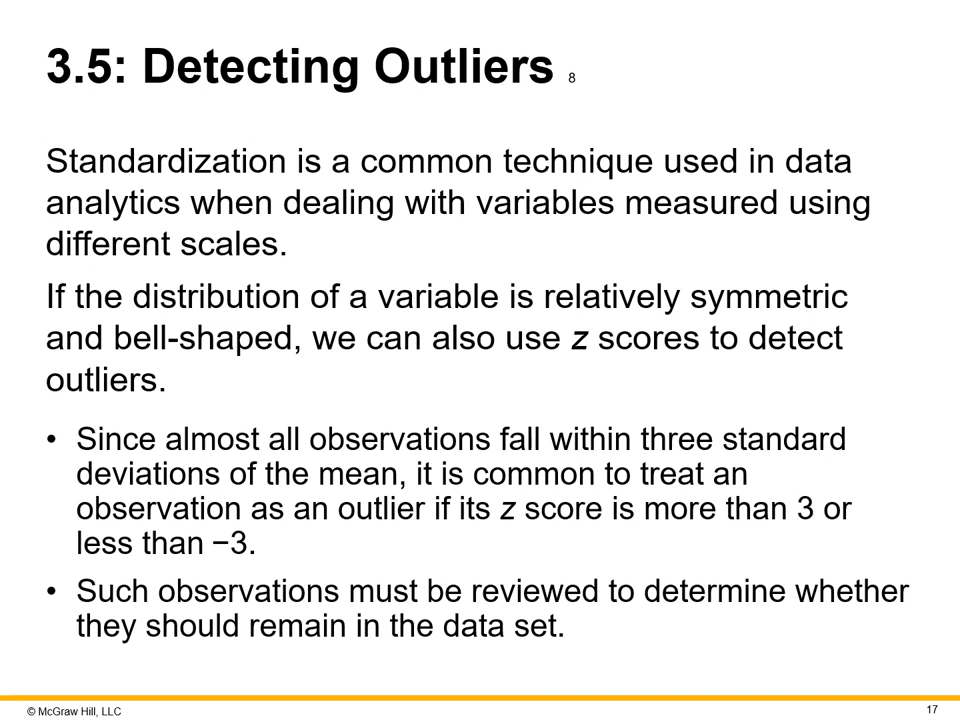 3.5: Detecting Outliers 8
Standardization is a common technique used in data
analytics when dealing with variables measured using
different scales.
If the distribution of a variable is relatively symmetric
and bell-shaped, we can also use z scores to detect
outliers.
• Since almost all observations fall within three standard
deviations of the mean, it is common to treat an
observation as an outlier if its z score is more than 3 or
less than −3.
• Such observations must be reviewed to determine whether
they should remain in the data set.
© McGraw Hill, LLC
17